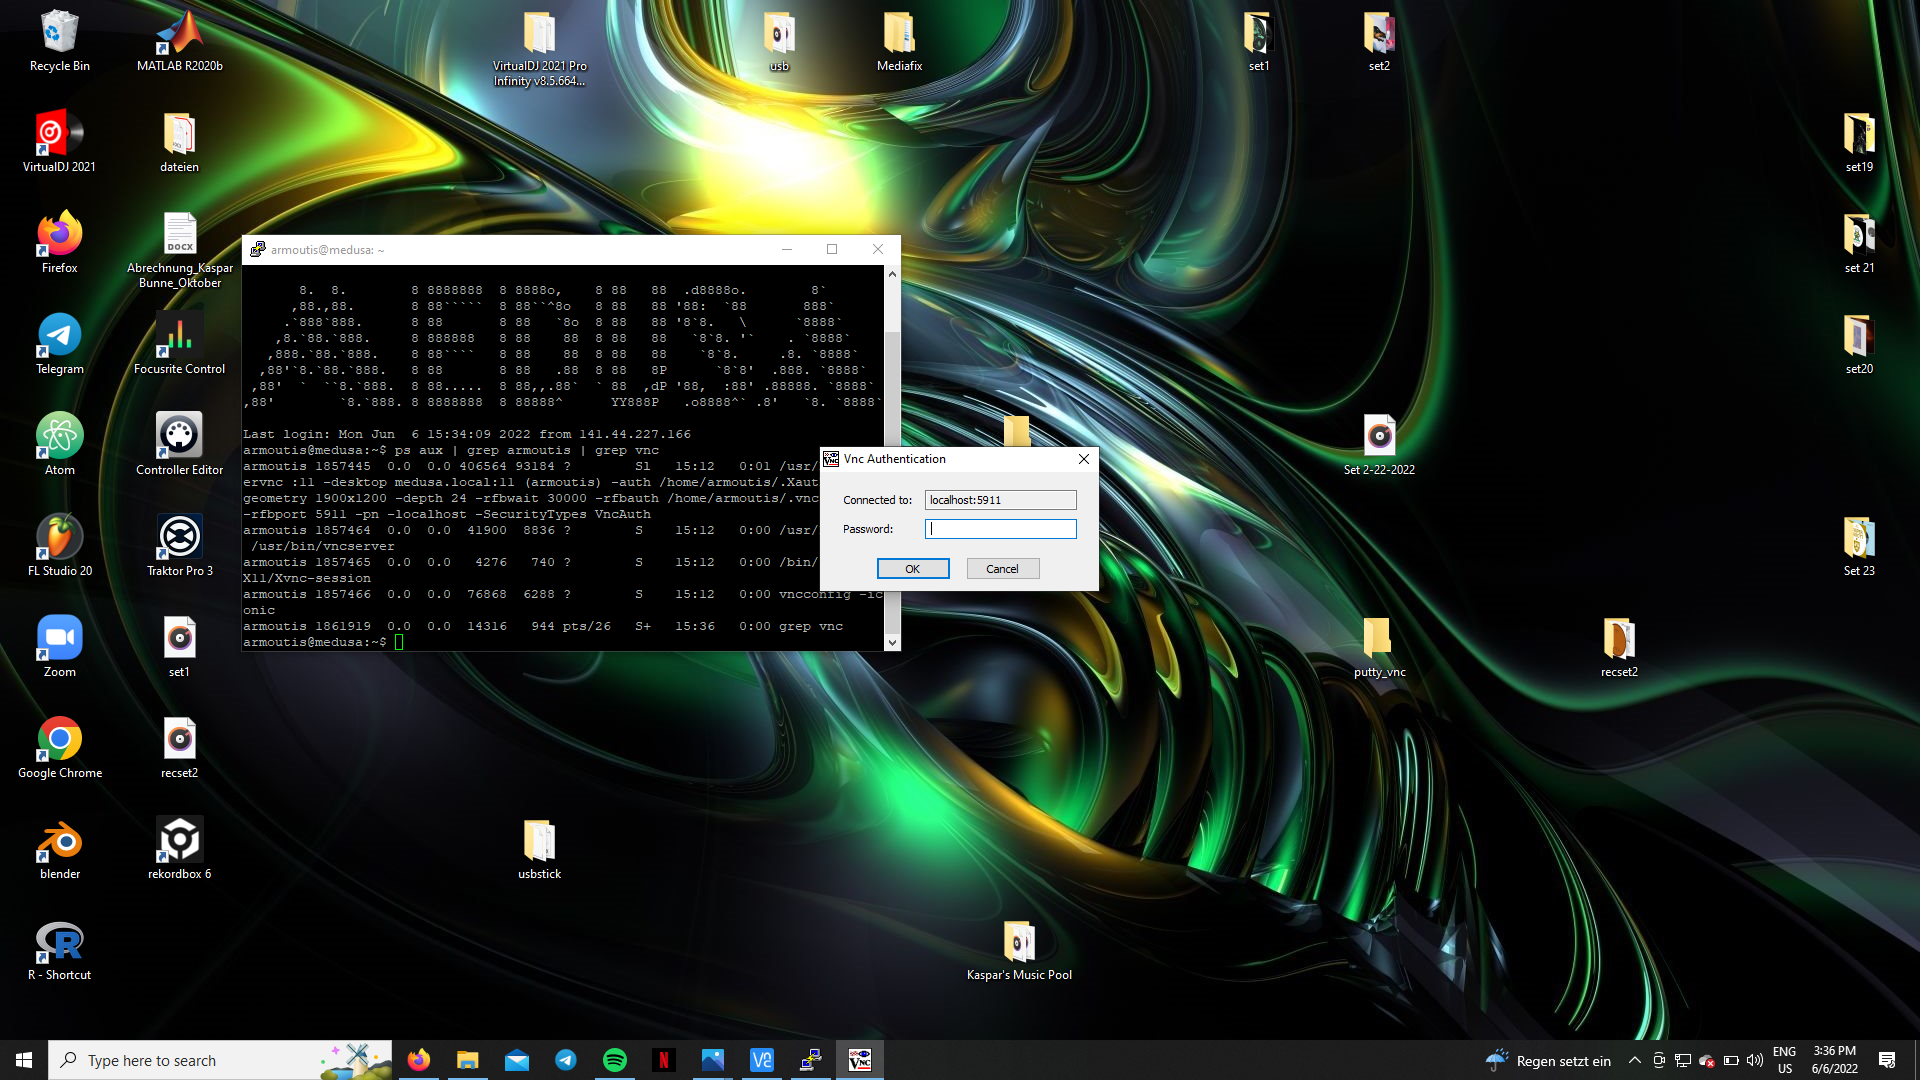 Recycle Bin
MATLAB R2020b
VirtualDJ 2021 Pro
Infinity v8.5.664...
usb
Mediafix
set1
set2
VirtualDJ 2021
dateien
set19
Firefox
Abrechnung_Kaspar
Bunne_Oktober
set 21
Telegram
Focusrite Control
set20
Atom
Controller Editor
Set 2-22-2022
FL Studio 20
Traktor Pro 3
Set 23
Zoom
set1
putty_vnc
recset2
Google Chrome
recset2
blender
rekordbox 6
usbstick
R - Shortcut
Kaspar's Music Pool
armoutis@medusa: ~
Last login: Mon Jun  6 15:34:09 2022 from 141.44.227.166
armoutis@medusa:~$ ps aux | grep armoutis | grep vnc
armoutis 1857445  0.0  0.0 406564 93184 ?        Sl   15:12   0:01 /usr/
ervnc :11 -desktop medusa.local:11 (armoutis) -auth /home/armoutis/.Xaut
geometry 1900x1200 -depth 24 -rfbwait 30000 -rfbauth /home/armoutis/.vnc
-rfbport 5911 -pn -localhost -SecurityTypes VncAuth
armoutis 1857464  0.0  0.0  41900  8836 ?        S    15:12   0:00 /usr/
 /usr/bin/vncserver
armoutis 1857465  0.0  0.0   4276   740 ?        S    15:12   0:00 /bin/
X11/Xvnc-session
armoutis 1857466  0.0  0.0  76868  6288 ?        S    15:12   0:00 vncconfig -ic
onic
armoutis 1861919  0.0  0.0  14316   944 pts/26   S+   15:36   0:00 grep vnc
armoutis@medusa:~$
Vnc Authentication
Connected to: localhost:5911
Password:
OK
Cancel
Type here to search
Regen setzt ein
ENG
US
3:36 PM
6/6/2022